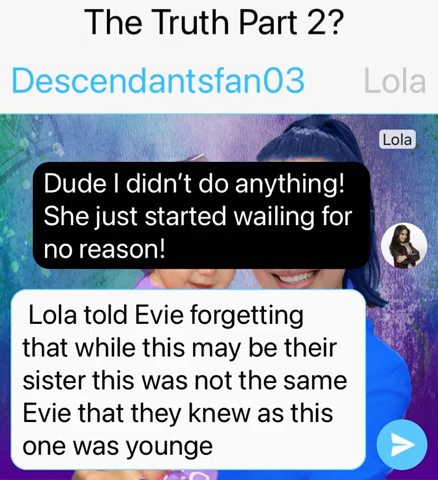 The Truth Part 2?
Descendantsfan03 Lola
Lola
Dude I didn't do anything!
She just started wailing for
no reason!
Lola told Evie forgetting
that while this may be their
sister this was not the same
Evie that they knew as this
one was younge